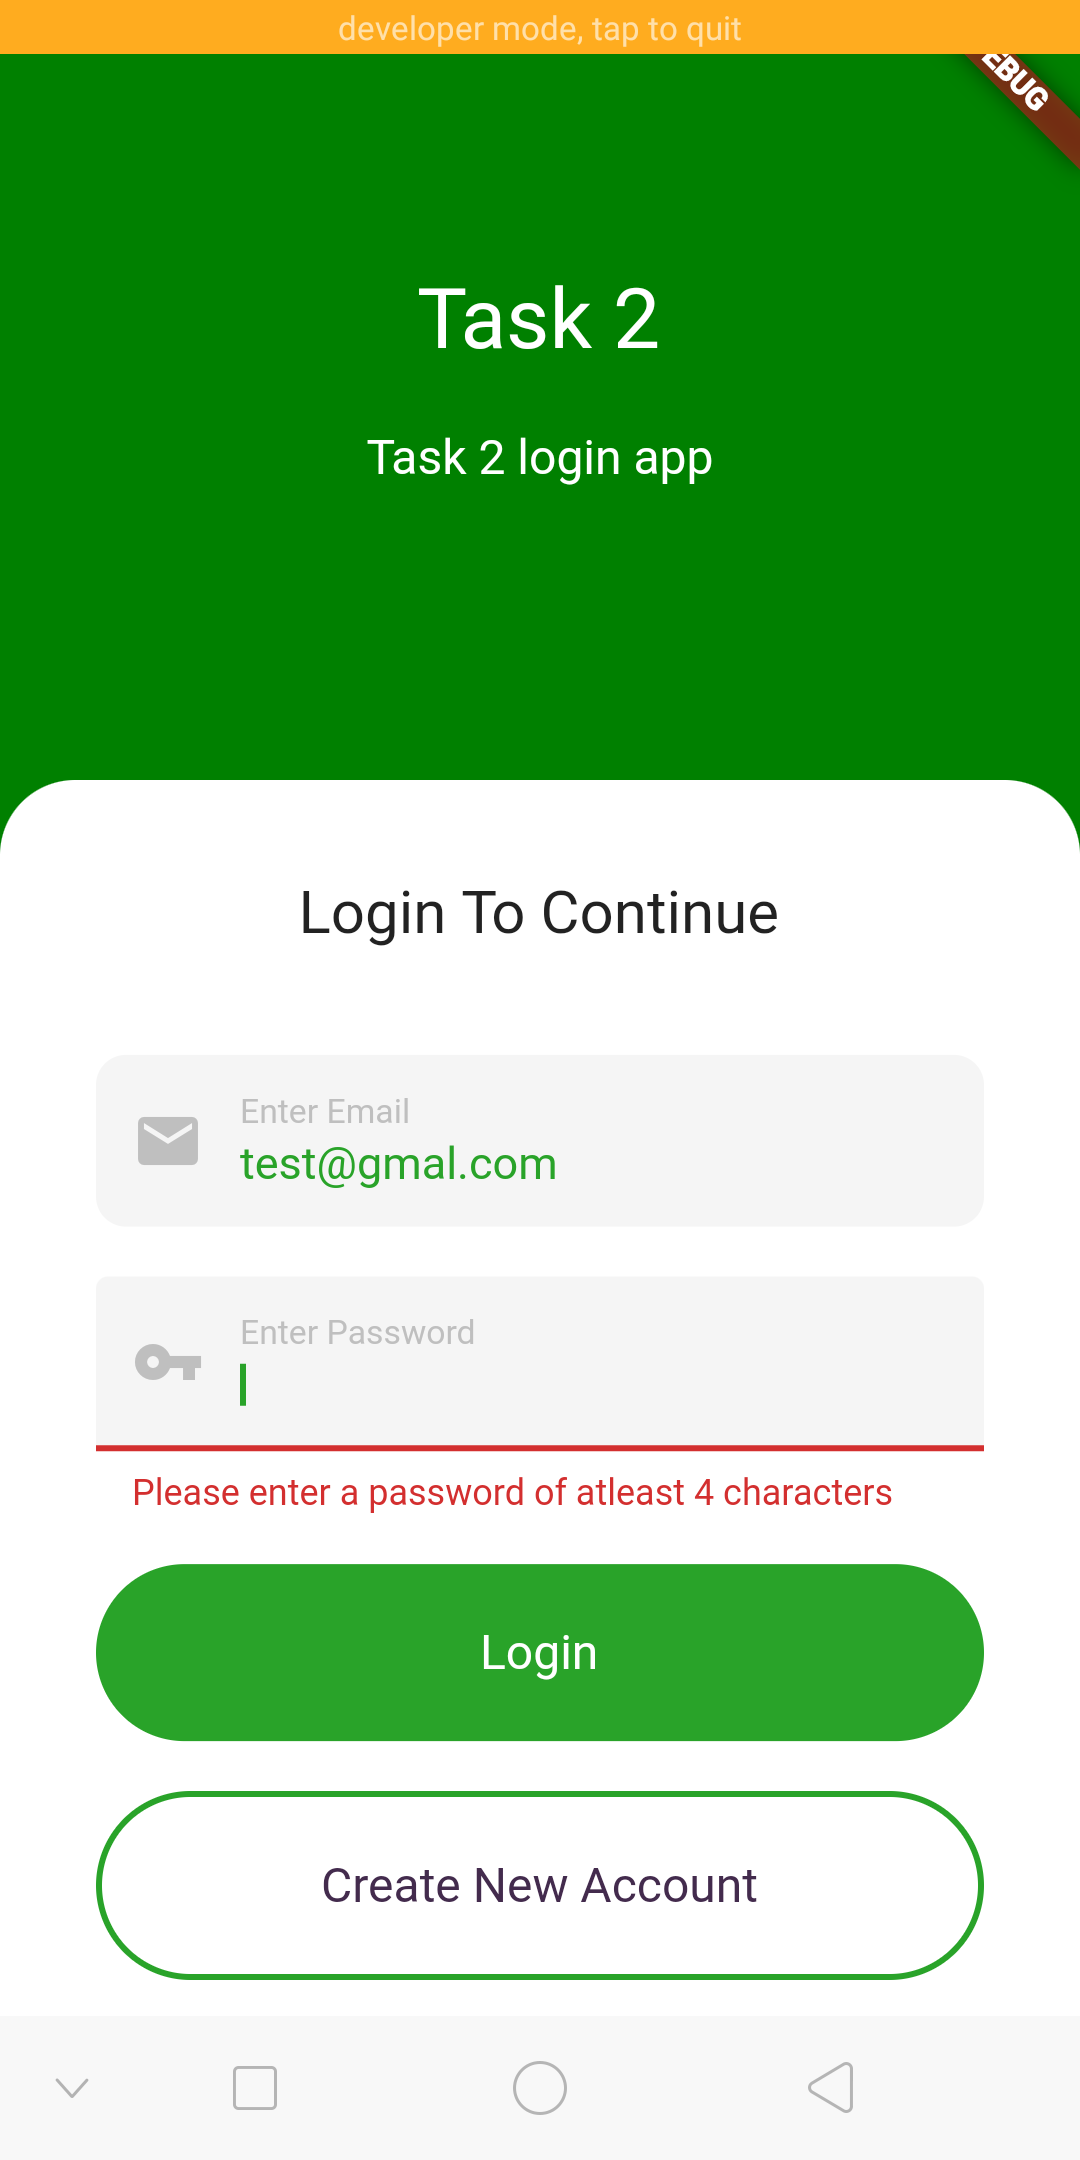 developer mode, tap to quit
EBUG
Task 2
Task 2 login app
Login To Continue
Enter Email
test@gmal.com
Enter Password
Please enter a password of atleast 4 characters
Login
Create New Account